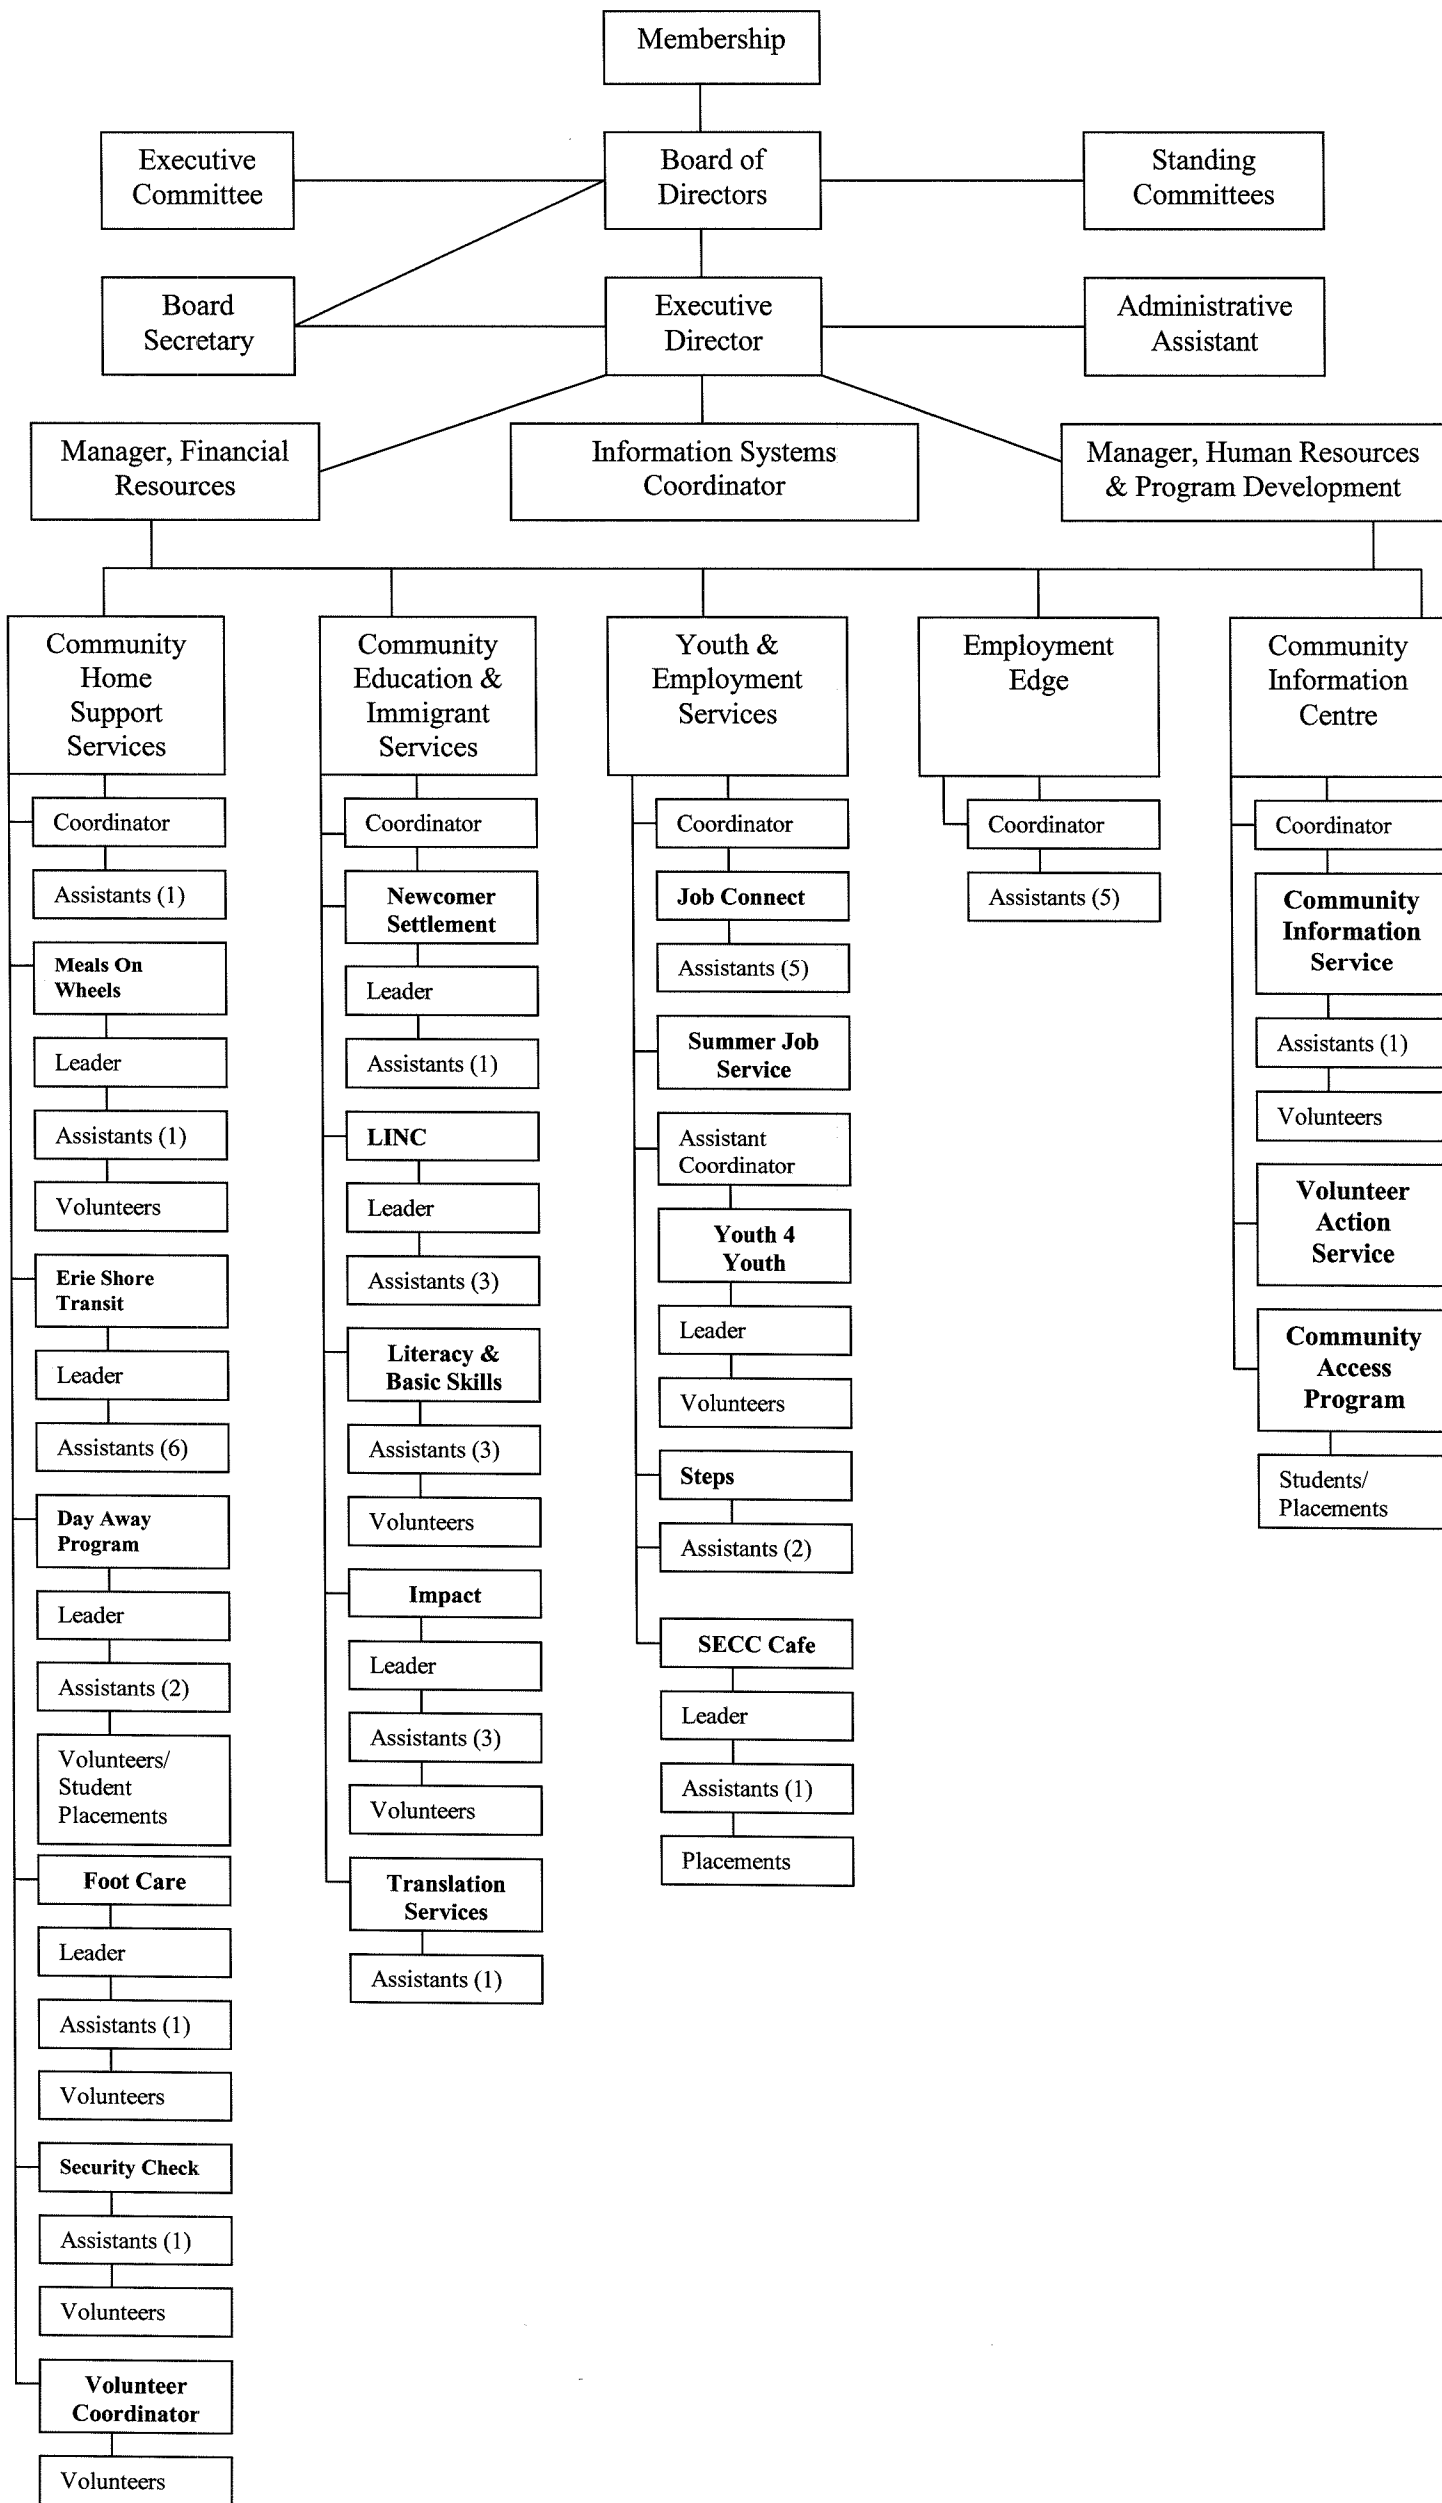 Membership
Executive
Committee
Board of
Directors
Standing
Committees
Board
Secretary
Executive
Director
Administrative
Assistant
Manager, Financial
Resources
Information Systems
Coordinator
Manager, Human Resources
& Program Development
Community
Home
Support
Services
Coordinator
Assistants (1)
Meals On
Wheels
Leader
Assistants (1)
Volunteers
Erie Shore
Transit
Leader
Assistants (6)
Day Away
Program
Leader
Assistants (2)
Volunteers/
Student
Placements
Foot Care
Leader
Assistants (1)
Volunteers
Security Check
Assistants (1)
Volunteers
Volunteer
Coordinator
Volunteers
Community
Education &
Immigrant
Services
Coordinator
Newcomer
Settlement
Leader
Assistants (1)
LINC
Leader
Assistants (3)
Literacy &
Basic Skills
Assistants (3)
Volunteers
Impact
Leader
Assistants (3)
Volunteers
Translation
Services
Assistants (1)
Youth &
Employment
Services
Coordinator
Job Connect
Assistants (5)
Summer Job
Service
Assistant
Coordinator
Youth 4
Youth
Leader
Volunteers
Steps
Assistants (2)
SECC Cafe
Leader
Assistants (1)
Placements
Employment
Edge
Coordinator
Assistants (5)
Community
Information
Centre
Coordinator
Community
Information
Service
Assistants (1)
Volunteers
Volunteer
Action
Service
Community
Access
Program
Students/
Placements